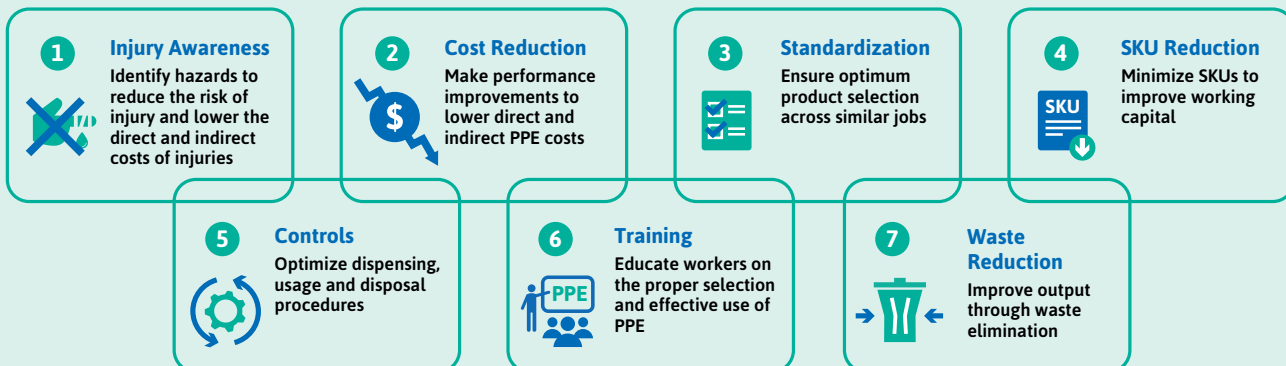 1
Injury Awareness
Identify hazards to
reduce the risk of
injury and lower the
direct and indirect
costs of injuries
2
$
Cost Reduction
Make performance
improvements to
lower direct and
indirect PPE costs
3
Standardization
Ensure optimum
product selection
across similar jobs
4
SKU
SKU Reduction
Minimize SKUs to
improve working
capital
5
Controls
Optimize dispensing,
usage and disposal
procedures
6
PPE
Training
Educate workers on
the proper selection
and effective use of
PPE
7
Waste
Reduction
Improve output
through waste
elimination